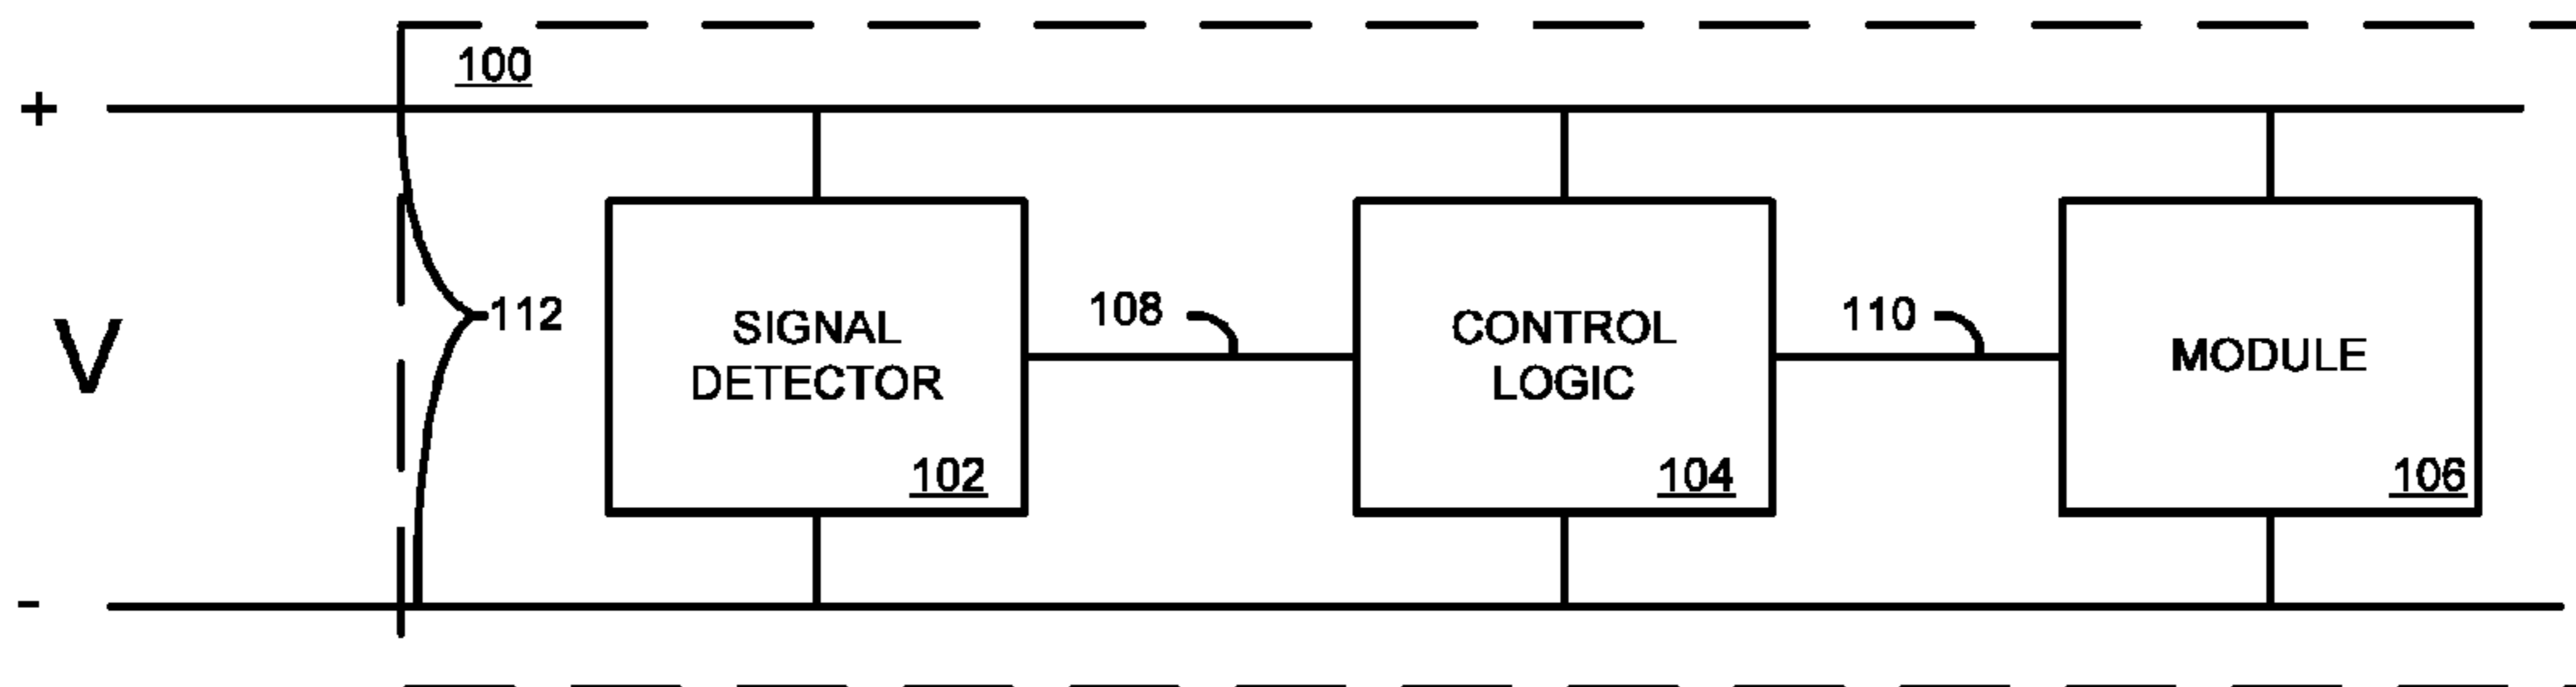 100
+
112
108
110
V
SIGNAL
DETECTOR
102
CONTROL
LOGIC
104
MODULE
106
-